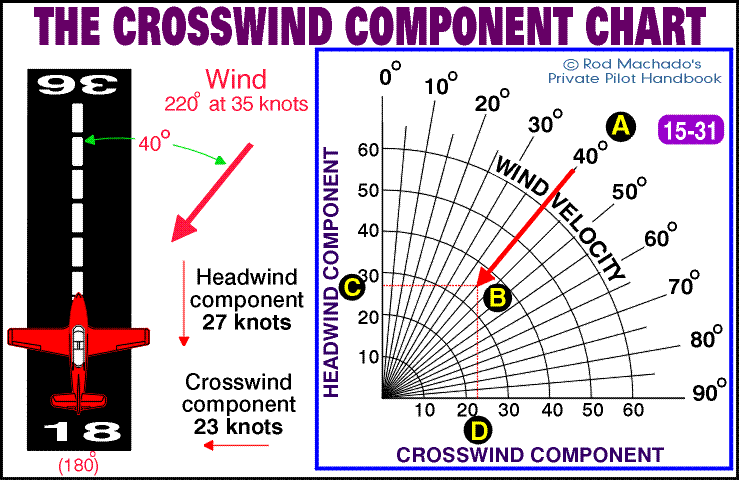 THE CROSSWIND COMPONENT CHART
36
Wind
220° at 35 knots
40°
Headwind
component
27 knots
Crosswind
component
23 knots
18
(180°)
© Rod Machado's
Private Pilot Handbook
15-31
0°
10°
20°
30°
40°
50°
60°
70°
80°
90°
A
B
C
D
WIND VELOCITY
HEADWIND COMPONENT
60
50
40
30
20
10
10
20
30
40
50
60
CROSSWIND COMPONENT